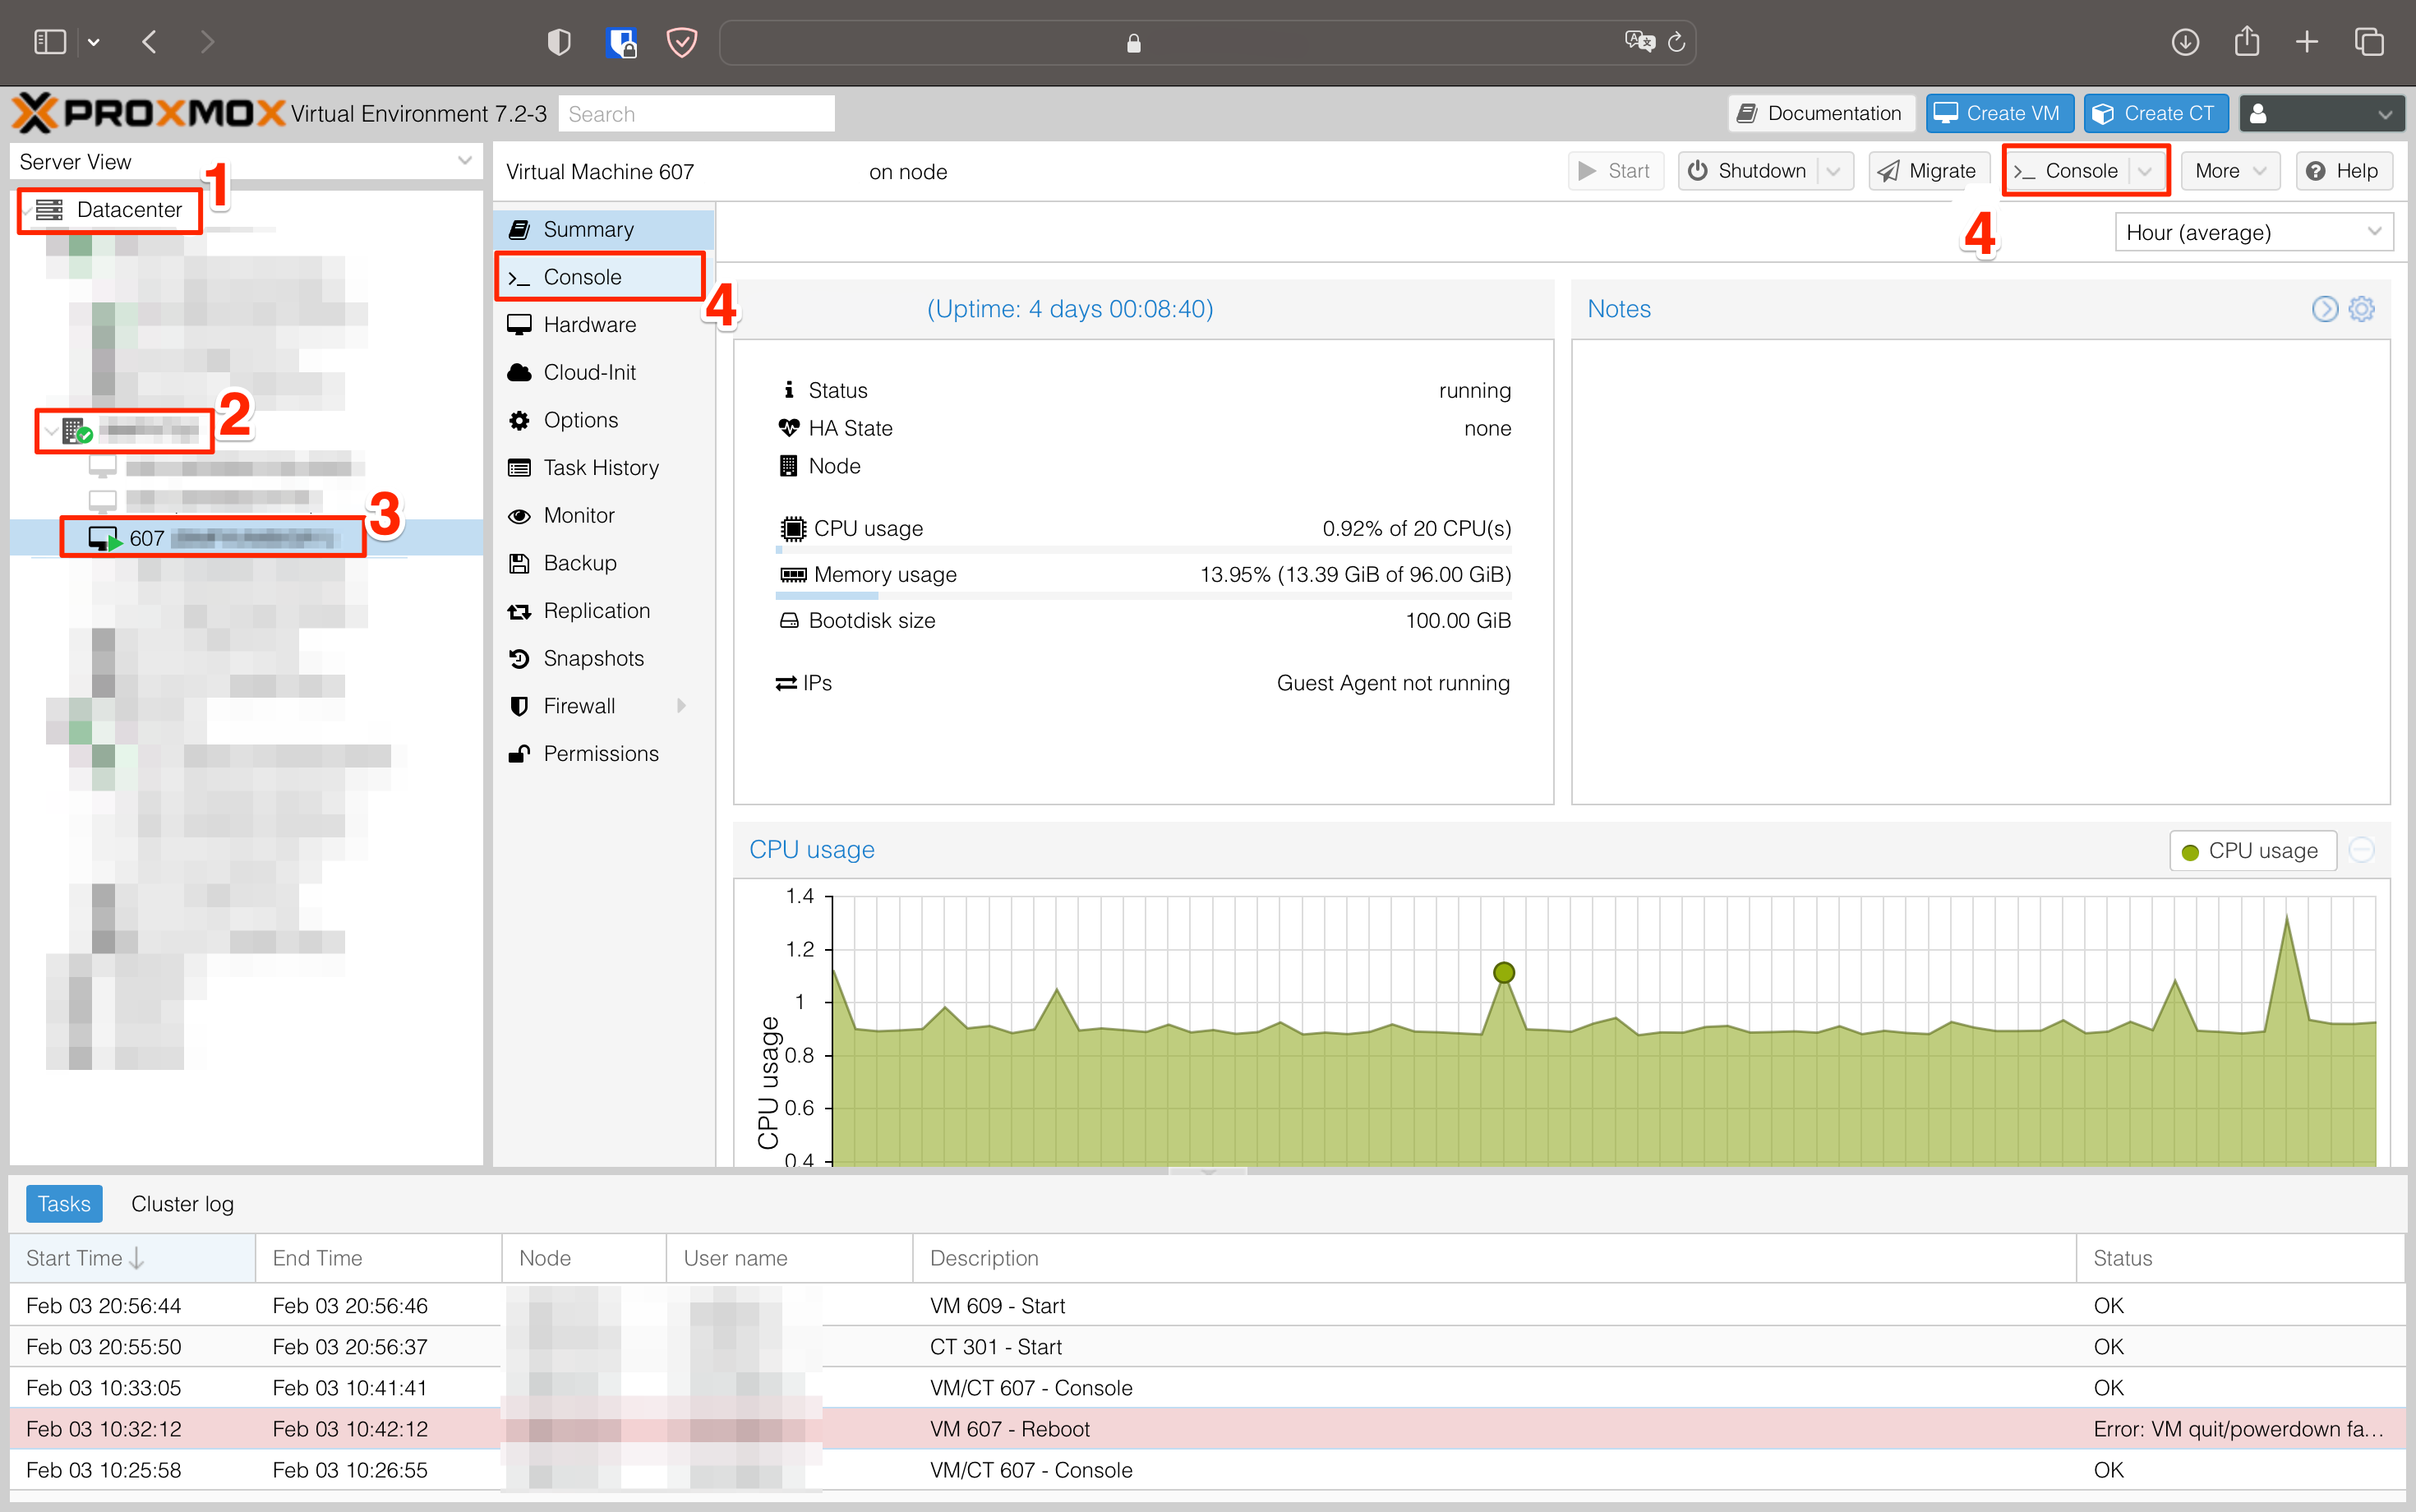 PROXMOX Virtual Environment 7.2-3 Search Documentation Create VM Create CT
Server View
1
Datacenter
2
607
3
Virtual Machine 607 on node Start Shutdown Migrate Console More Help
4
Hour (average)
Summary
Console
4
Hardware
Cloud-Init
Options
Task History
Monitor
Backup
Replication
Snapshots
Firewall
Permissions
(Uptime: 4 days 00:08:40)
Status running
HA State none
Node
CPU usage 0.92% of 20 CPU(s)
Memory usage 13.95% (13.39 GiB of 96.00 GiB)
Bootdisk size 100.00 GiB
IPs Guest Agent not running
Notes
CPU usage
CPU usage
1.4
1.2
1
0.8
0.6
0.4
CPU usage
Tasks Cluster log
Start Time End Time Node User name Description Status
Feb 03 20:56:44 Feb 03 20:56:46 VM 609 - Start OK
Feb 03 20:55:50 Feb 03 20:56:37 CT 301 - Start OK
Feb 03 10:33:05 Feb 03 10:41:41 VM/CT 607 - Console OK
Feb 03 10:32:12 Feb 03 10:42:12 VM 607 - Reboot Error: VM quit/powerdown fa...
Feb 03 10:25:58 Feb 03 10:26:55 VM/CT 607 - Console OK